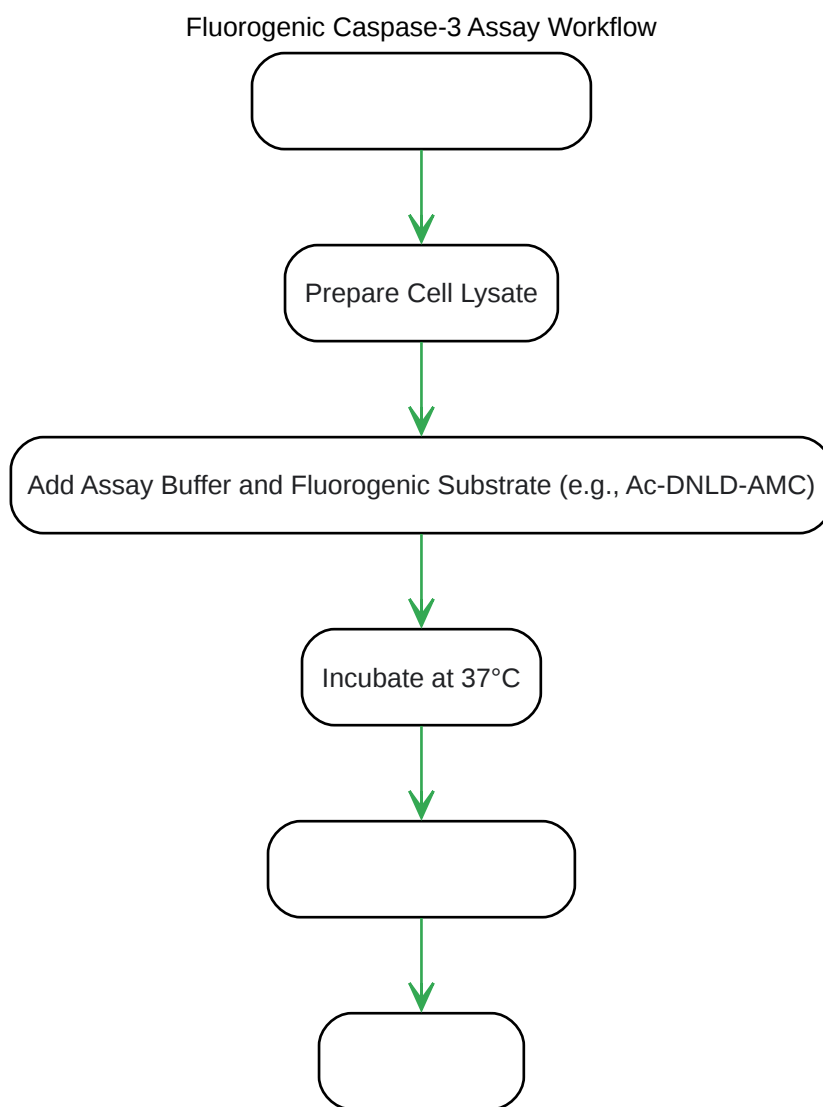 Fluorogenic Caspase-3 Assay Workflow
Prepare Cell Lysate
Add Assay Buffer and Fluorogenic Substrate (e.g., Ac-DNLD-AMC)
Incubate at 37°C